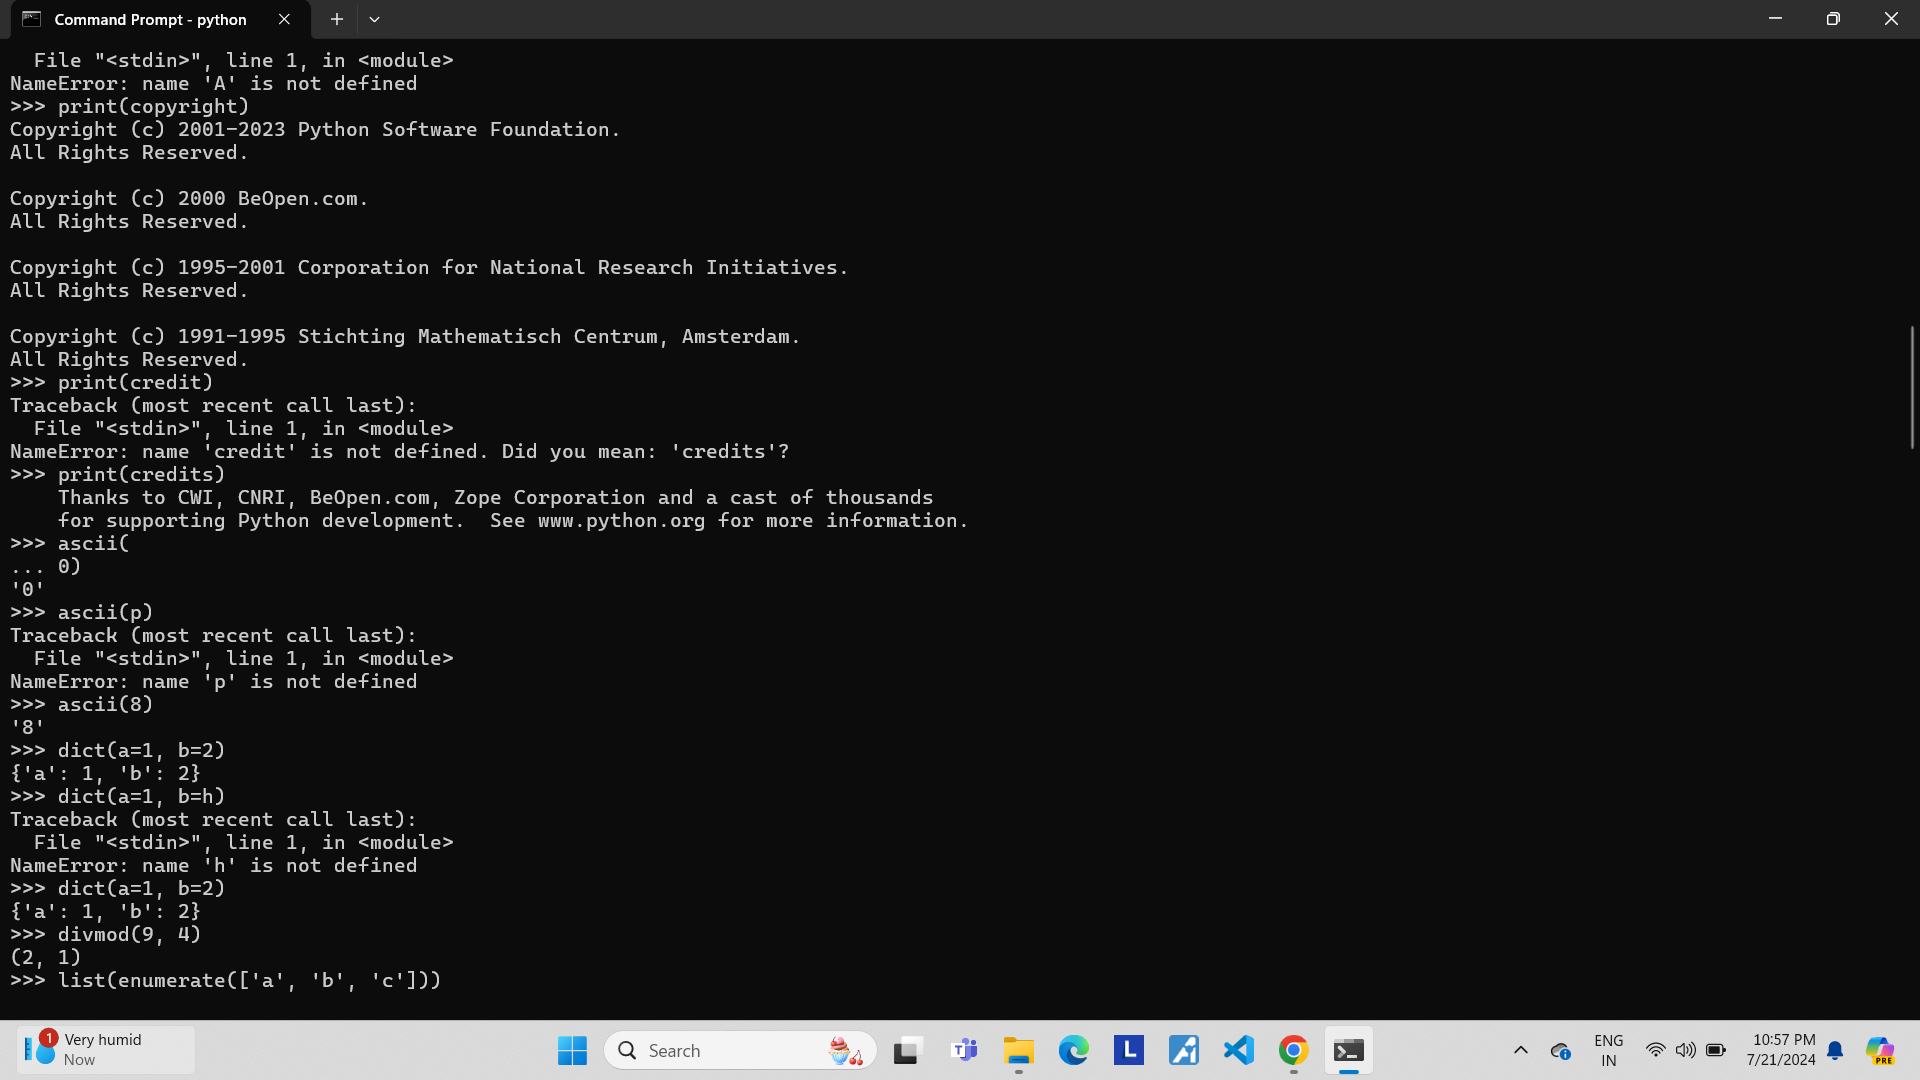 Command Prompt - python
  File "<stdin>", line 1, in <module>
NameError: name 'A' is not defined
>>> print(copyright)
Copyright (c) 2001-2023 Python Software Foundation.
All Rights Reserved.

Copyright (c) 2000 BeOpen.com.
All Rights Reserved.

Copyright (c) 1995-2001 Corporation for National Research Initiatives.
All Rights Reserved.

Copyright (c) 1991-1995 Stichting Mathematisch Centrum, Amsterdam.
All Rights Reserved.
>>> print(credit)
Traceback (most recent call last):
  File "<stdin>", line 1, in <module>
NameError: name 'credit' is not defined. Did you mean: 'credits'?
>>> print(credits)
    Thanks to CWI, CNRI, BeOpen.com, Zope Corporation and a cast of thousands
    for supporting Python development.  See www.python.org for more information.
>>> ascii(
... 0)
'0'
>>> ascii(p)
Traceback (most recent call last):
  File "<stdin>", line 1, in <module>
NameError: name 'p' is not defined
>>> ascii(8)
'8'
>>> dict(a=1, b=2)
{'a': 1, 'b': 2}
>>> dict(a=1, b=h)
Traceback (most recent call last):
  File "<stdin>", line 1, in <module>
NameError: name 'h' is not defined
>>> dict(a=1, b=2)
{'a': 1, 'b': 2}
>>> divmod(9, 4)
(2, 1)
>>> list(enumerate(['a', 'b', 'c']))
1
Very humid
Now
Search
T
L
ENG
IN
10:57 PM
7/21/2024
PRE